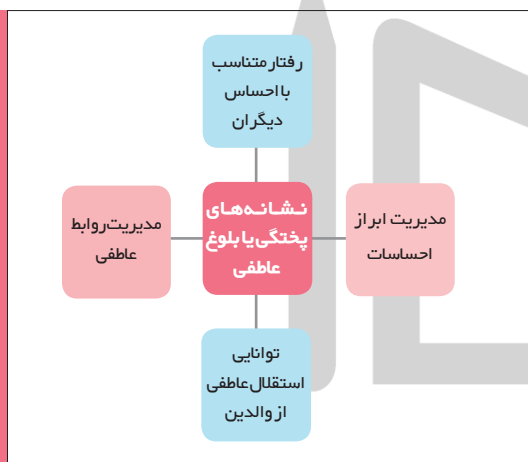 رفتار متناسب
با احساس
دیگران
مدیریت ابراز
احساسات
نشانه‌های
پختگی یا بلوغ
عاطفی
مدیریت روابط
عاطفی
توانایی
استقلال عاطفی
از والدین